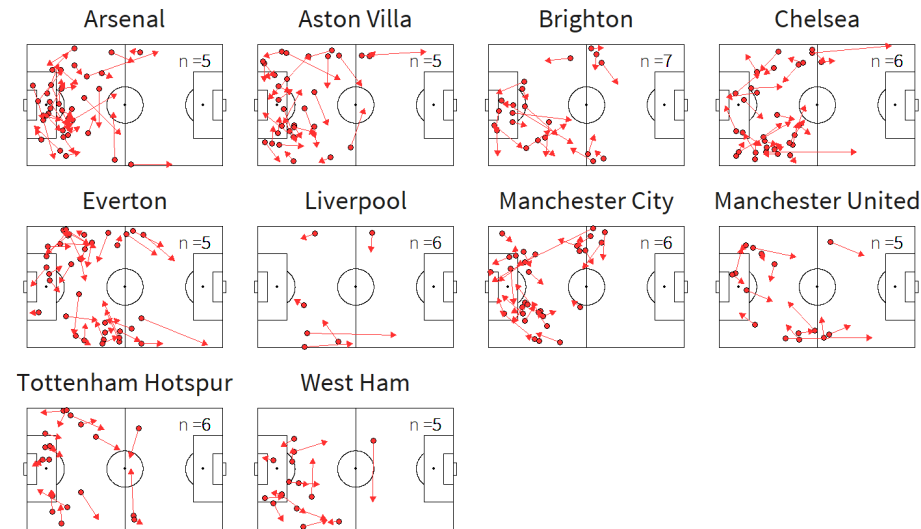 Arsenal Aston Villa Brighton Chelsea
n =5 n =5 n =7 n =6
Everton Liverpool Manchester City Manchester United
n =5 n =6 n =6 n =5
Tottenham Hotspur West Ham
n =6 n =5